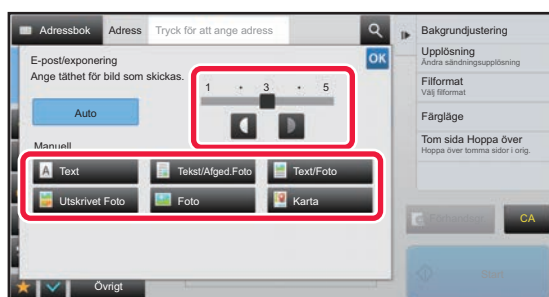 Adressbok
Adress
Tryck för att ange adress
E-post/exponering
Ange täthet för bild som skickas.
OK
1 • 3 • 5
Auto
Manuell
Text
Tekst/Afged.Foto
Text/Foto
Utskrivet Foto
Foto
Karta
Övrigt
Bakgrundjustering
Upplösning
Ändra sändningsupplösning
Filformat
Välj filformat
Färgläge
Tom sida Hoppa över
Hoppa över tomma sidor i orig.
CA
Start